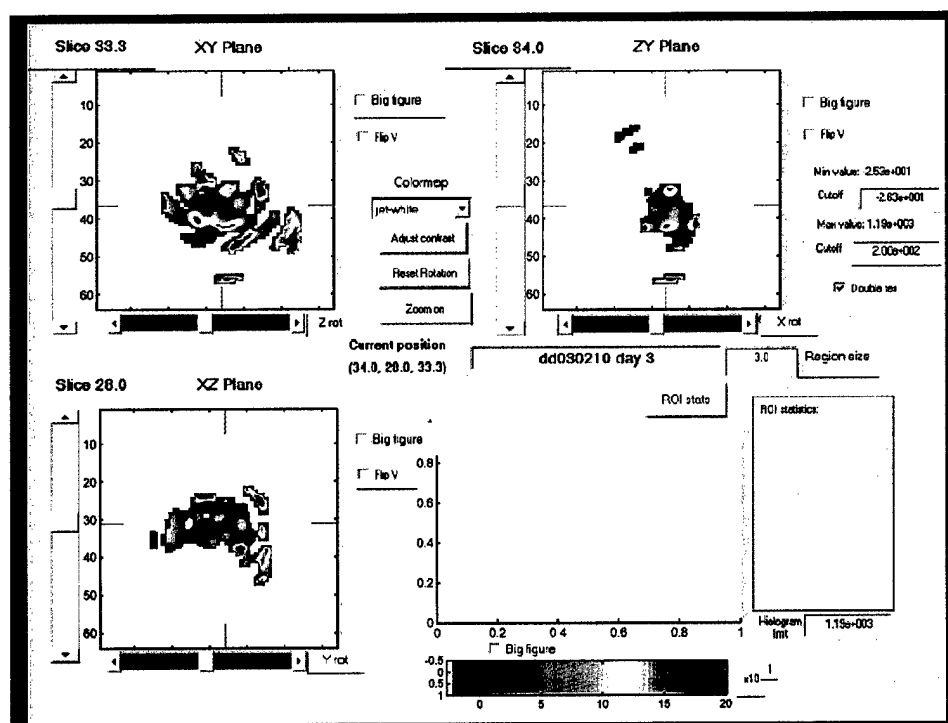 Slice 33.3 XY Plane
10
20
30
40
50
60
Z rot
Big figure
Flip V
Colormap
jet-white
Adjust contrast
Reset Rotation
Zoom on
Slice 34.0 ZY Plane
10
20
30
40
50
60
X rot
Big figure
Flip V
Min value: 2.63e+001
Cutoff -2.63e+001
Max value: 1.19e+003
Cutoff 2.00e+002
Double res
Current position
(34.0, 28.0, 33.3)
dd030210 day 3
3.0 Region size
ROI stats
ROI statistics:
Slice 28.0 XZ Plane
10
20
30
40
50
60
Y rot
Big figure
Flip V
0.8
0.6
0.4
0.2
0
0 0.2 0.4 0.6 0.8 1
Big figure
Histogram limit 1.19e+003
-0.5
0
0.5
1
0 5 10 15 20
x10 1